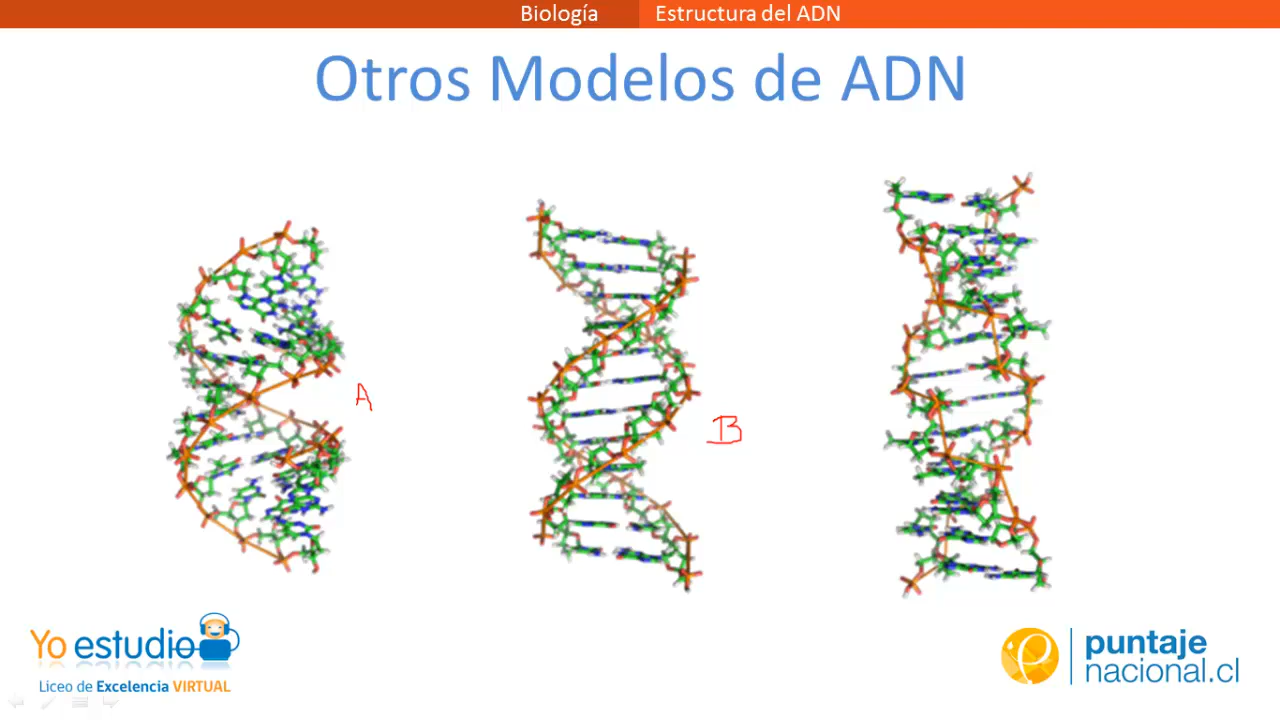 Biología
Estructura del ADN
Otros Modelos de ADN
A
B
Yo estudio
Liceo de Excelencia VIRTUAL
puntaje
nacional.cl